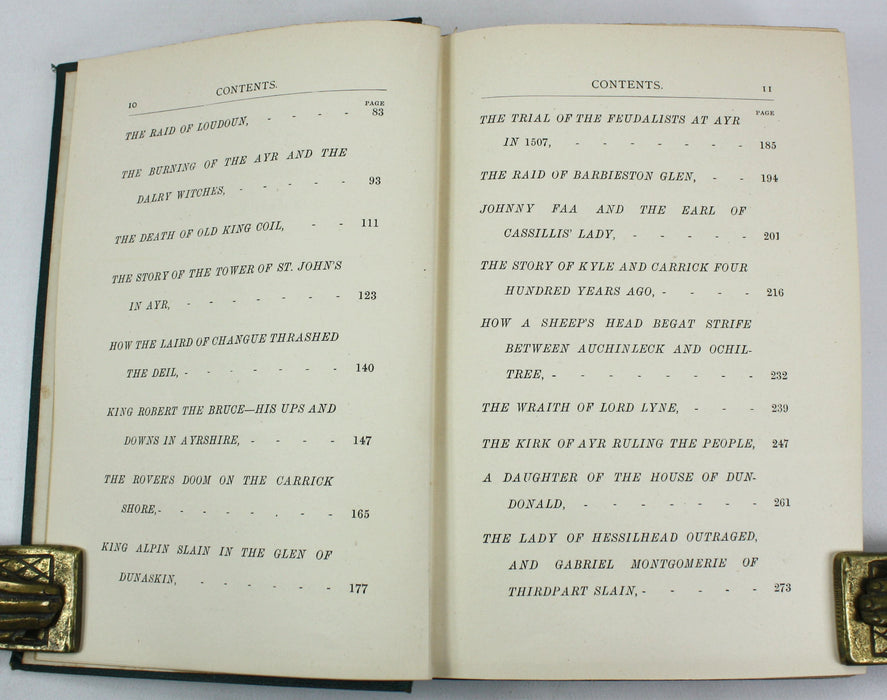 10 CONTENTS.
PAGE
THE RAID OF LOUDOUN, - - - - 83
THE BURNING OF THE AYR AND THE
DALRY WITCHES, - - - - - 93
THE DEATH OF OLD KING COIL, - - 111
THE STORY OF THE TOWER OF ST. JOHN'S
IN AYR, - - - - - - - 123
HOW THE LAIRD OF CHANGUE THRASHED
THE DEIL, - - - - - - - 140
KING ROBERT THE BRUCE—HIS UPS AND
DOWNS IN AYRSHIRE, - - - - 147
THE ROVER'S DOOM ON THE CARRICK
SHORE, - - - - - - - - 165
KING ALPIN SLAIN IN THE GLEN OF
DUNASKIN, - - - - - - 177
CONTENTS. 11
PAGE
THE TRIAL OF THE FEUDALISTS AT AYR
IN 1507, - - - - - - - 185
THE RAID OF BARBIESTON GLEN, - - 194
JOHNNY FAA AND THE EARL OF
CASSILLIS' LADY, - - - - - 201
THE STORY OF KYLE AND CARRICK FOUR
HUNDRED YEARS AGO, - - - - 216
HOW A SHEEP'S HEAD BEGAT STRIFE
BETWEEN AUCHINLECK AND OCHIL-
TREE, - - - - - - - - 232
THE WRAITH OF LORD LYNE, - - - 239
THE KIRK OF AYR RULING THE PEOPLE, 247
A DAUGHTER OF THE HOUSE OF DUN-
DONALD, - - - - - - - 261
THE LADY OF HESSILHEAD OUTRAGED,
AND GABRIEL MONTGOMERIE OF
THIRDPART SLAIN, - - - - - 273